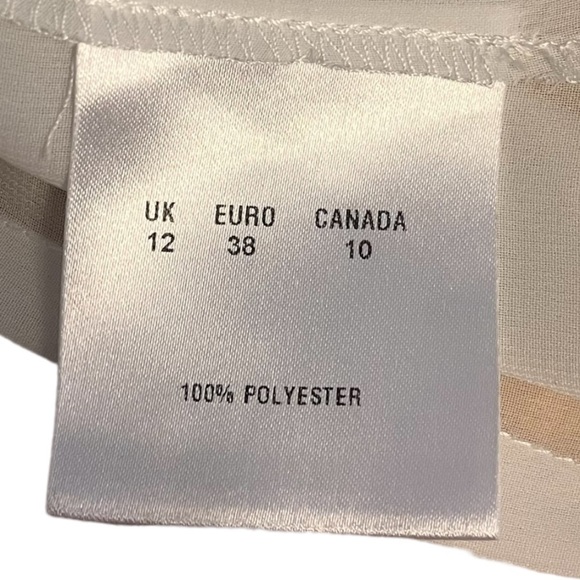 UK EURO CANADA
12 38 10
100% POLYESTER